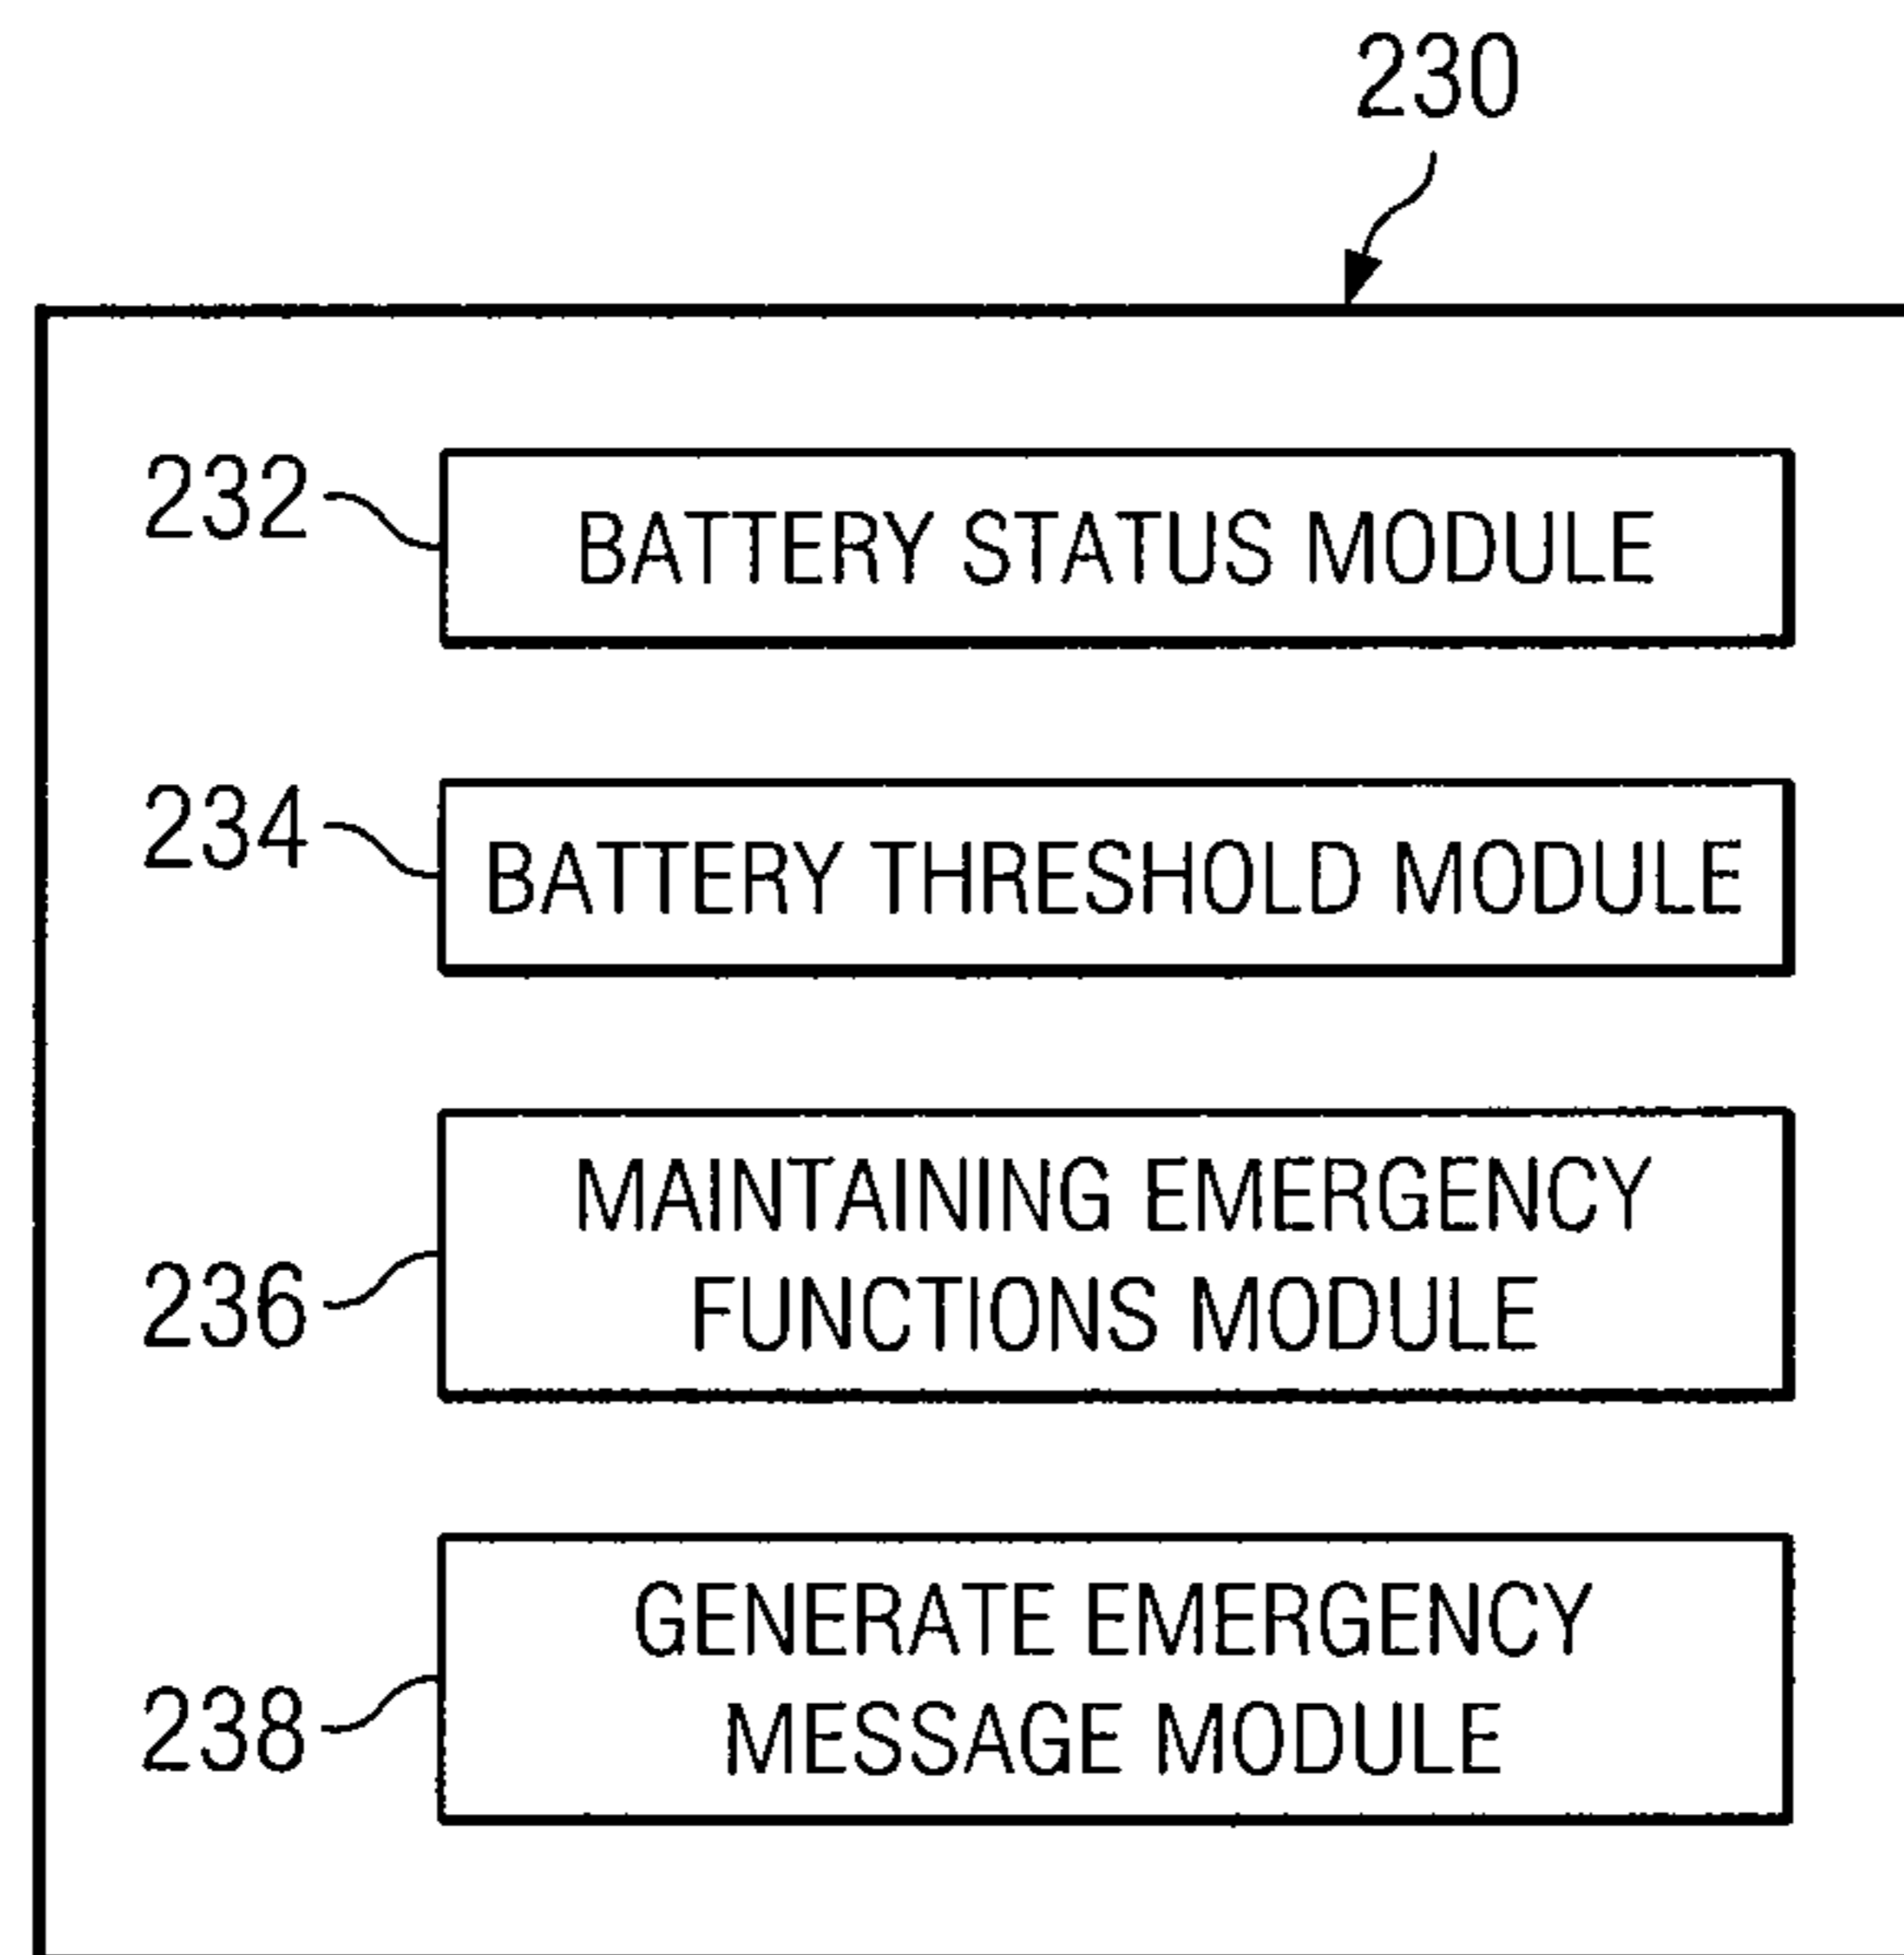 230
232
BATTERY STATUS MODULE
234
BATTERY THRESHOLD MODULE
236
MAINTAINING EMERGENCY
FUNCTIONS MODULE
238
GENERATE EMERGENCY
MESSAGE MODULE